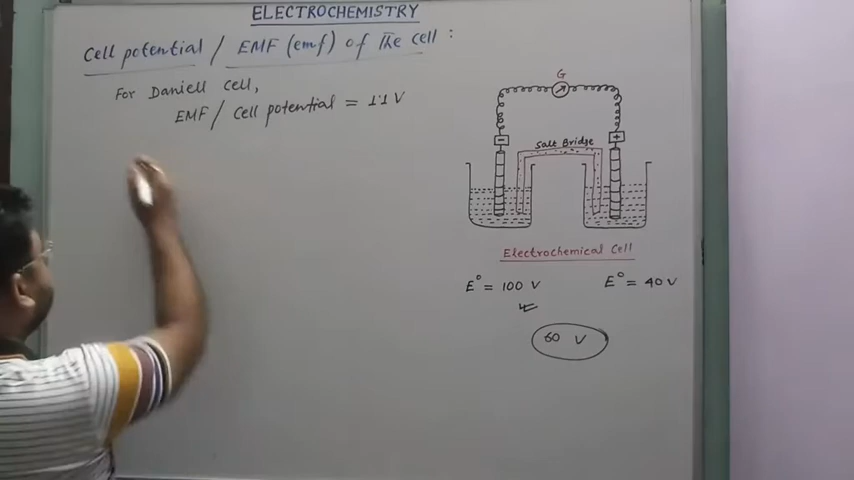 ELECTROCHEMISTRY
Cell potential / EMF (emf) of The cell :
For Daniell Cell,
EMF / Cell potential = 1.1 V
G
- +
Salt Bridge
Electrochemical Cell
E° = 100 V E° = 40 V
60 V